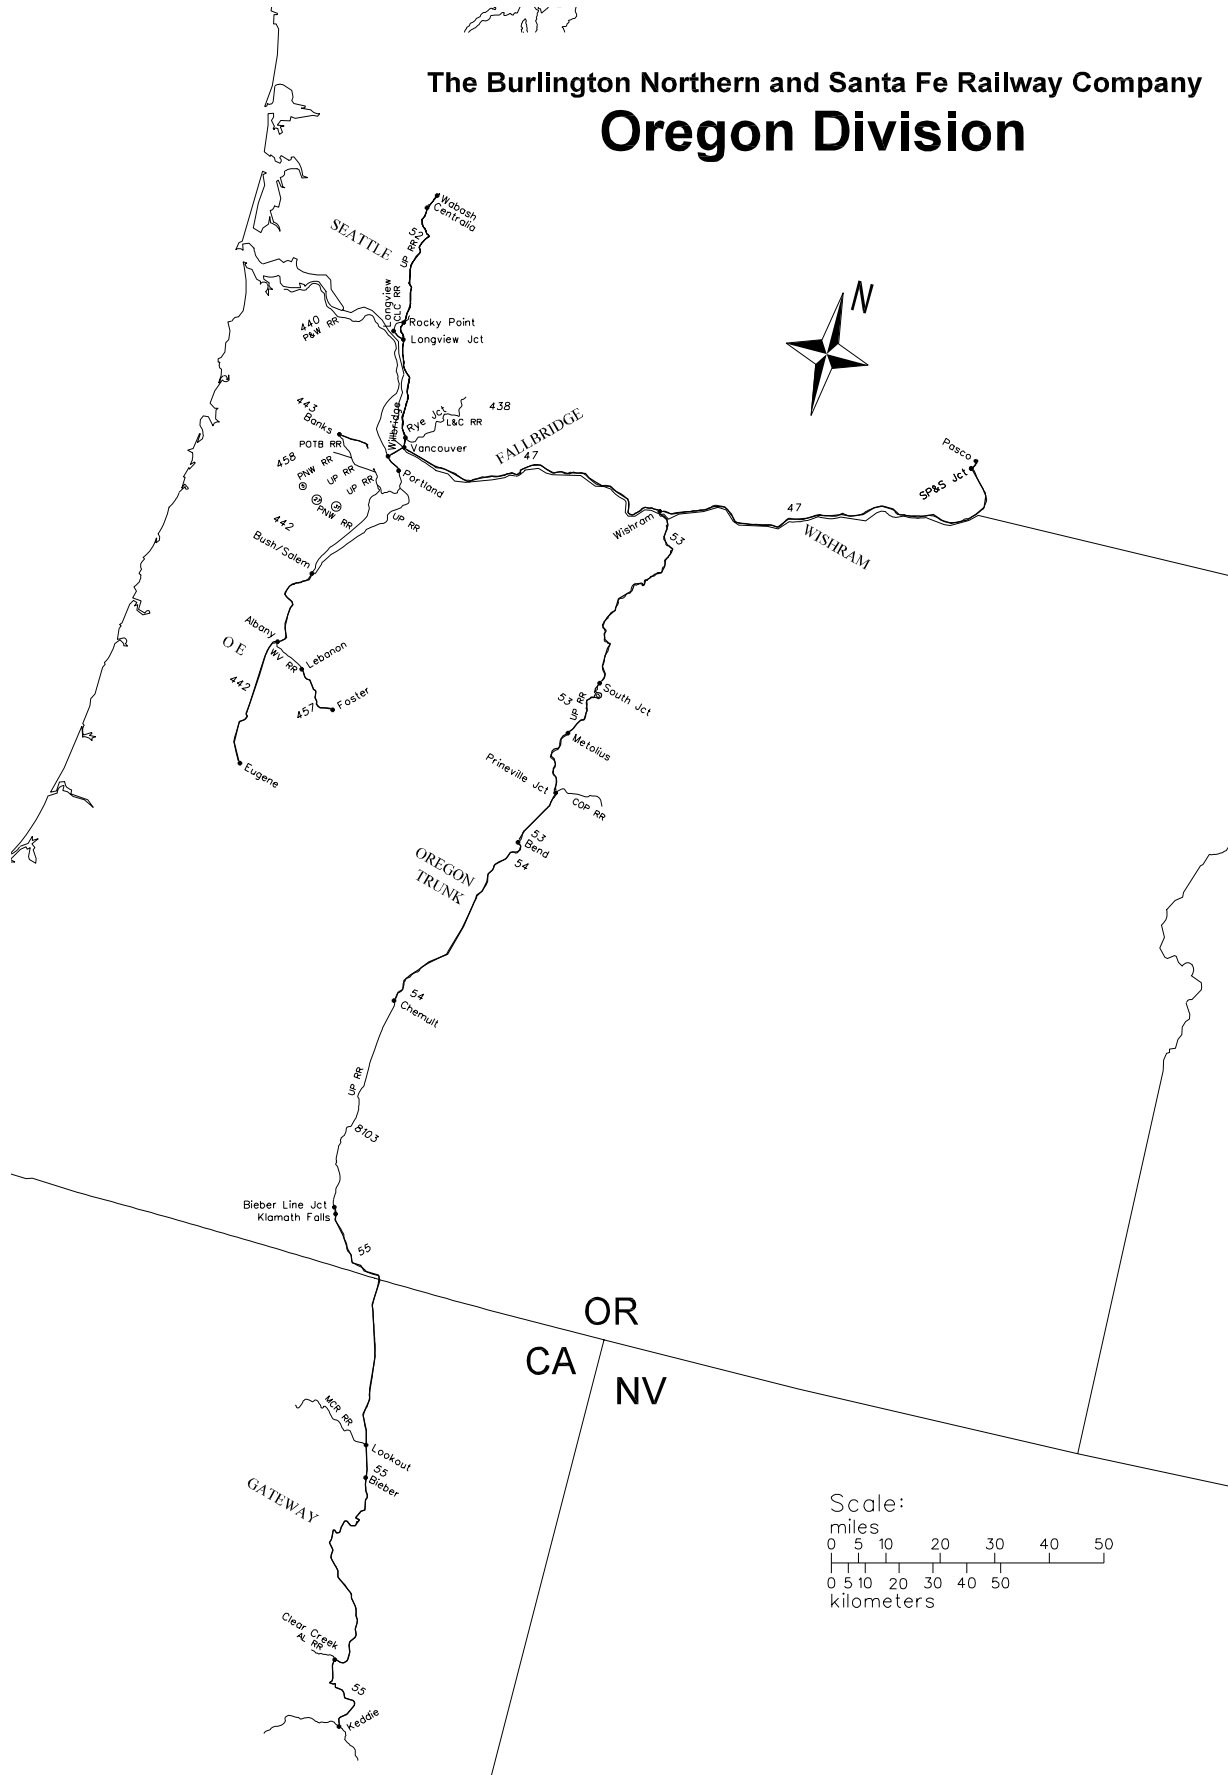 The Burlington Northern and Santa Fe Railway Company
Oregon Division
Wabash
Centralia
SEATTLE
52
UP RR
Longview
CLC RR
N
440
P&W RR
Rocky Point
Longview Jct
443
Banks
Willbridge
Rye Jct
438
L&C RR
FALLBRIDGE
47
POTB RR
Vancouver
458
PNW RR
UP RR
UP RR
Portland
Pasco
SP&S Jct
PNW RR
442
UP RR
Bush/Salem
Wishram
53
47
WISHRAM
Albany
OE
WV RR
Lebanon
442
457
Foster
Eugene
South Jct
53
UP RR
Metolius
Prineville Jct
COP RR
53
Bend
54
OREGON
TRUNK
54
Chemult
UP RR
8103
Bieber Line Jct
Klamath Falls
55
OR
CA
NV
MCR RR
Lookout
55
Bieber
GATEWAY
Scale:
miles
0 5 10 20 30 40 50
0 5 10 20 30 40 50
kilometers
Clear Creek
AL RR
55
Keddie